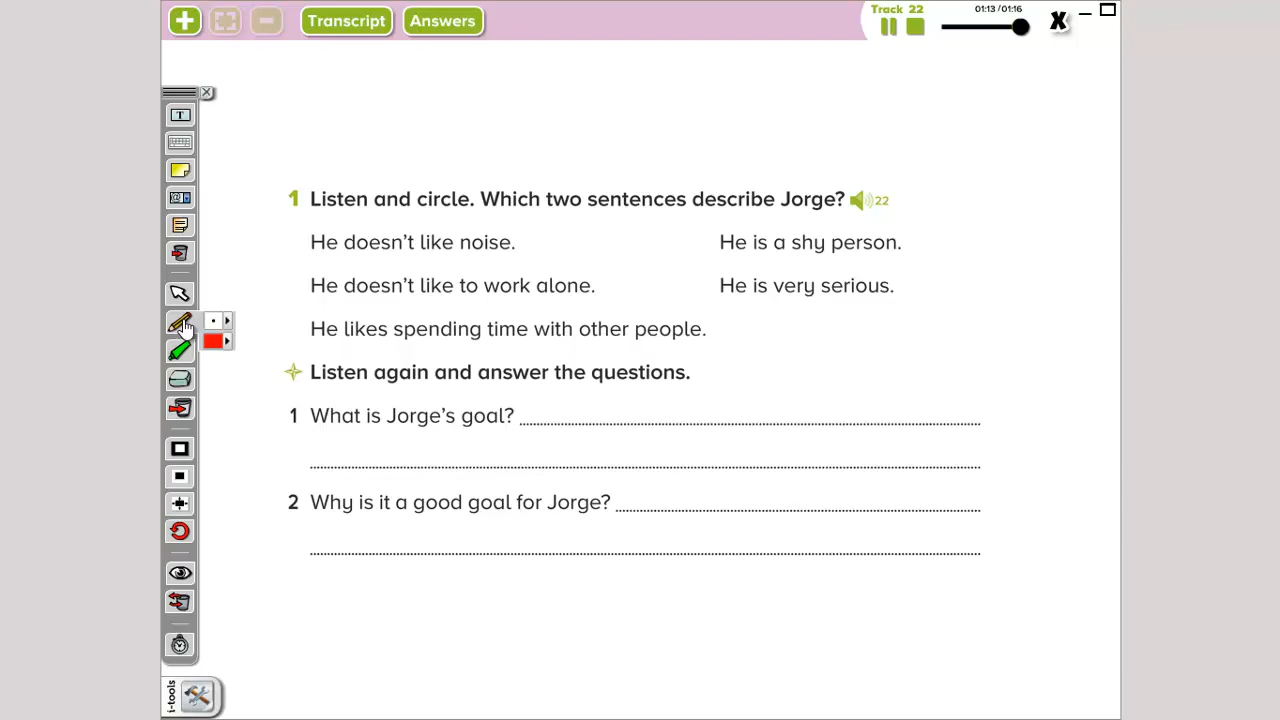 Transcript Answers Track 22 01:13 /01:16 X
T
1 Listen and circle. Which two sentences describe Jorge? 22
He doesn't like noise. He is a shy person.
He doesn't like to work alone. He is very serious.
He likes spending time with other people.
Listen again and answer the questions.
1 What is Jorge's goal?
2 Why is it a good goal for Jorge?
i-tools